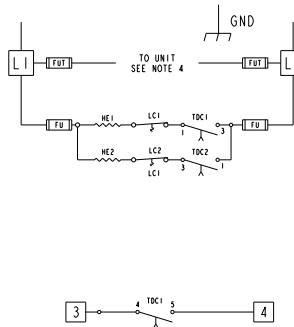 GND
L1 FUT TO UNIT FUT L
SEE NOTE 4
FU HE1 LC1 TDC1 FU
1 3
HE2 LC2 TDC2
LC1 3 1
3 4 TDC1 5 4